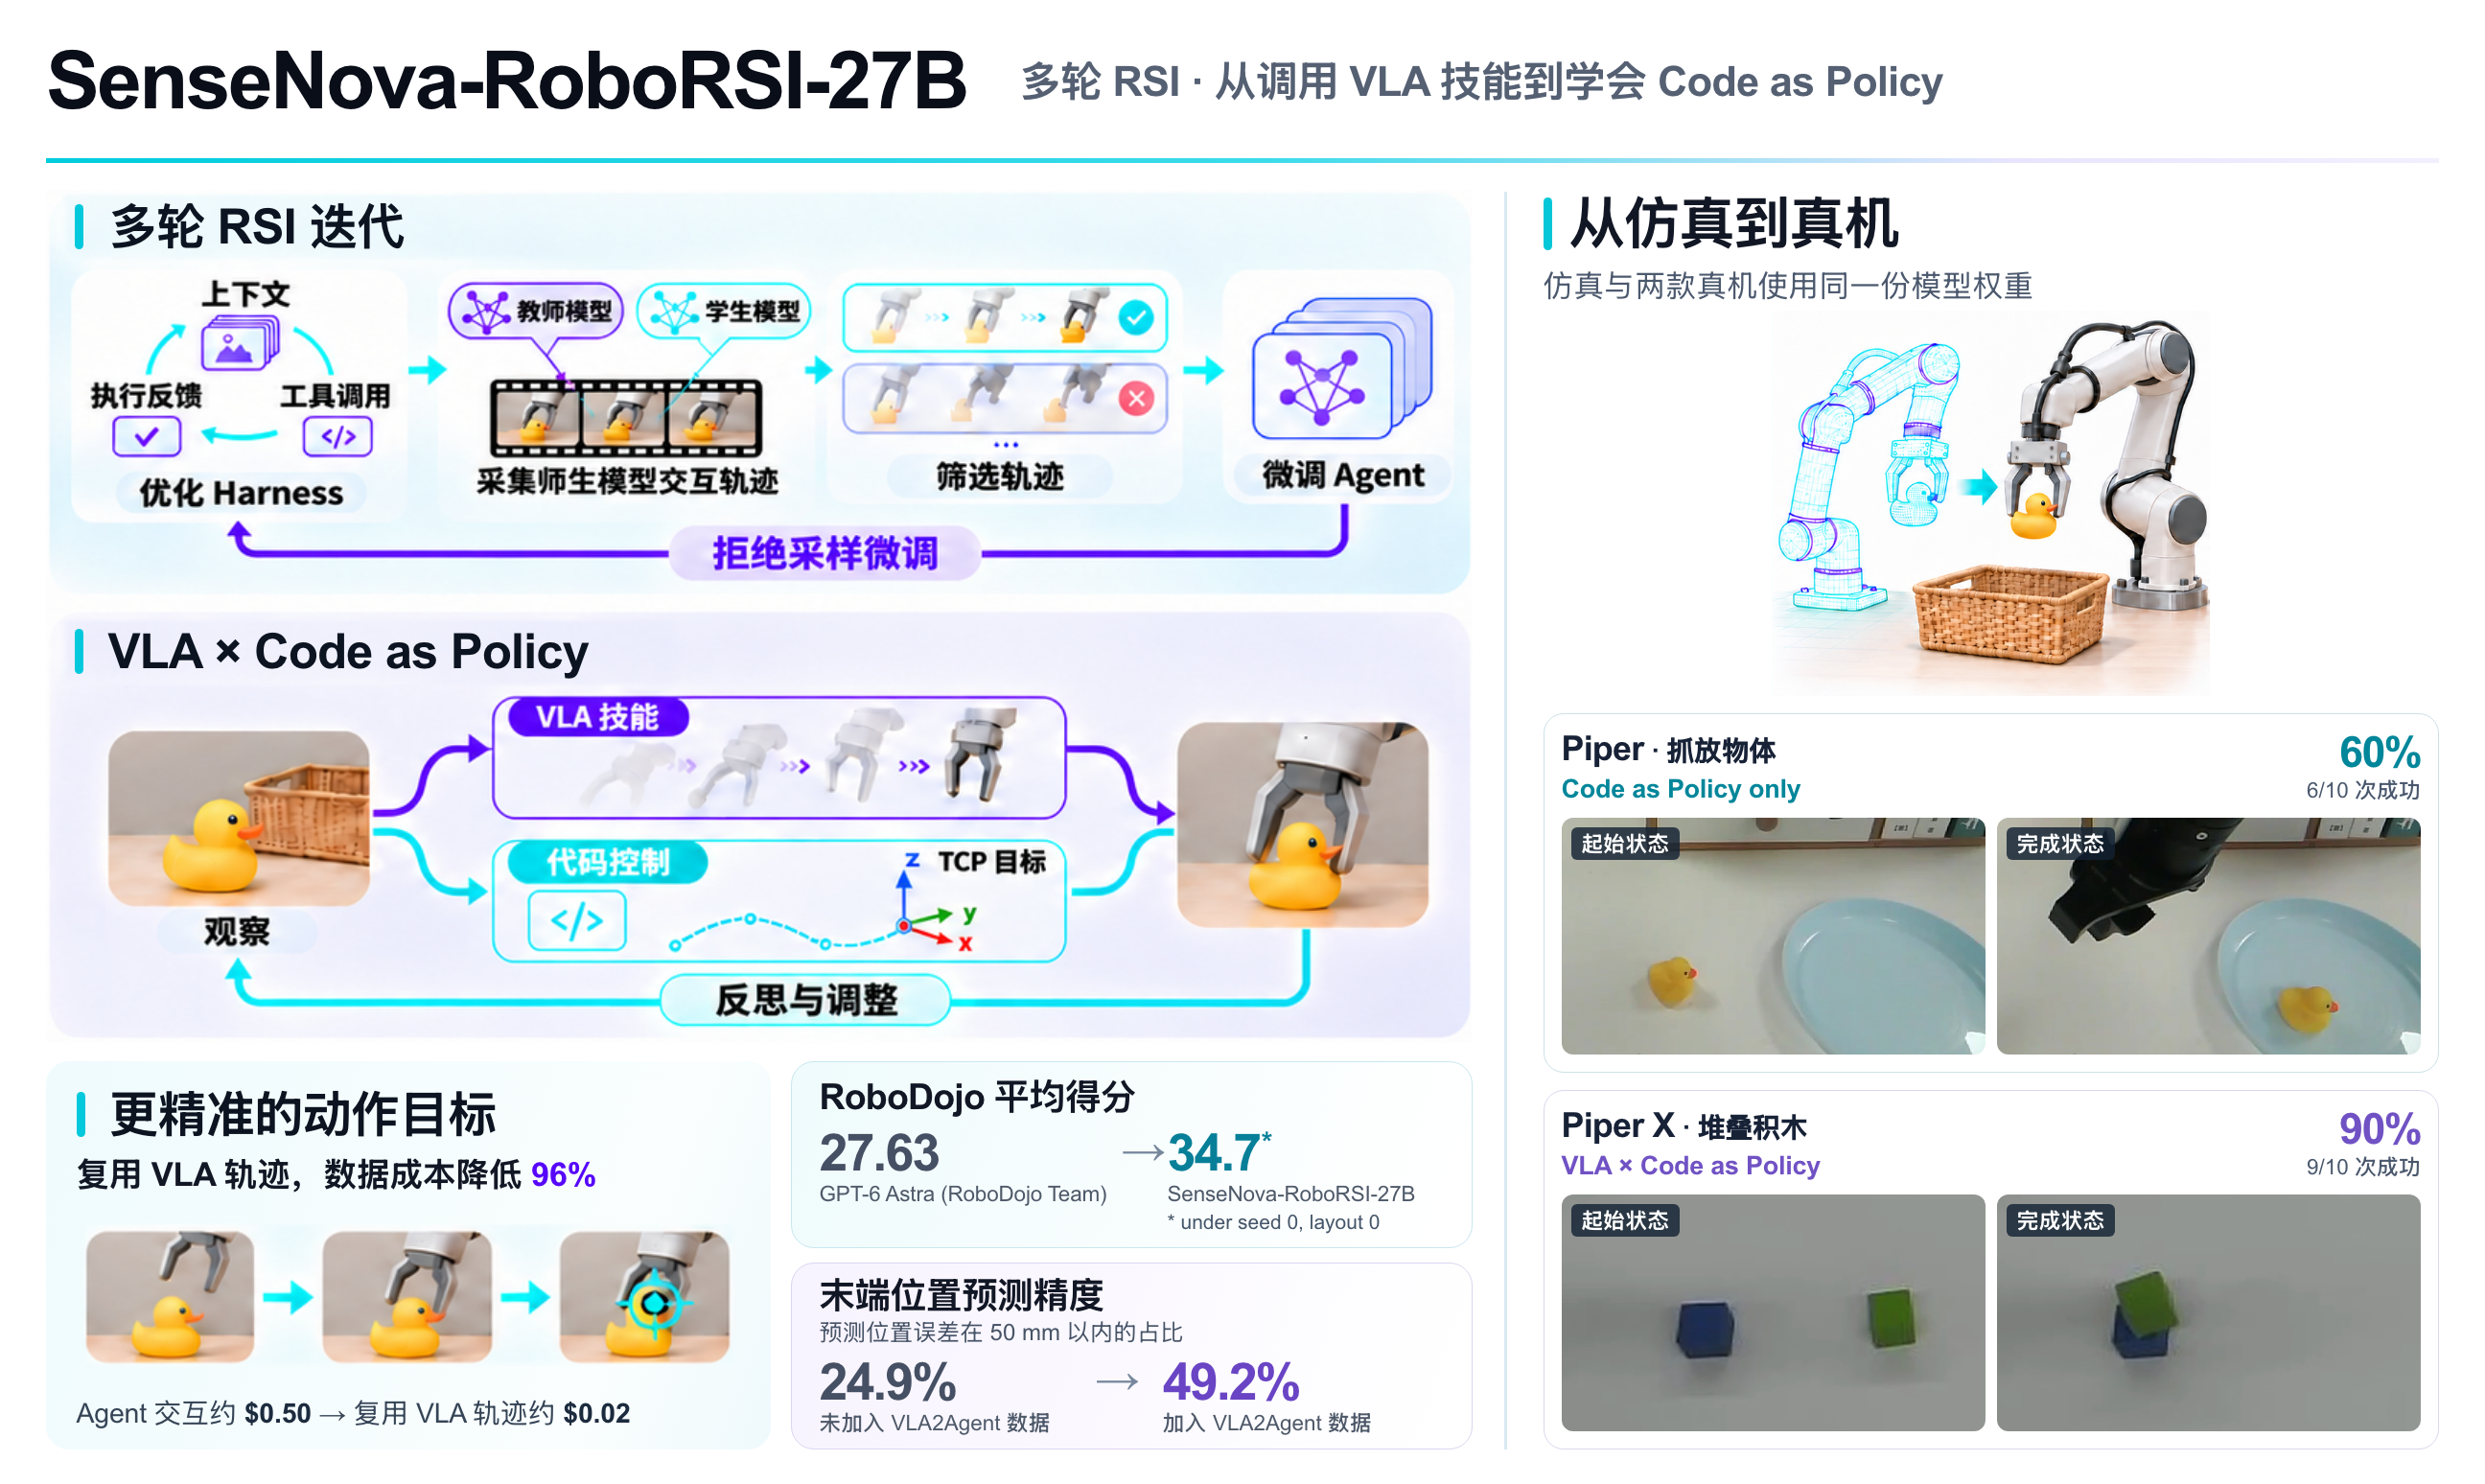 SenseNova-RoboRSI-27B
多轮 RSI · 从调用 VLA 技能到学会 Code as Policy
多轮 RSI 迭代
上下文
执行反馈
工具调用
</>
优化 Harness
教师模型
学生模型
采集师生模型交互轨迹
筛选轨迹
微调 Agent
拒绝采样微调
VLA × Code as Policy
观察
VLA 技能
代码控制
</>
z
TCP 目标
y
x
反思与调整
更精准的动作目标
复用 VLA 轨迹，数据成本降低 96%
Agent 交互约 $0.50 → 复用 VLA 轨迹约 $0.02
RoboDojo 平均得分
27.63 → 34.7*
GPT-6 Astra (RoboDojo Team)
SenseNova-RoboRSI-27B
* under seed 0, layout 0
末端位置预测精度
预测位置误差在 50 mm 以内的占比
24.9% → 49.2%
未加入 VLA2Agent 数据
加入 VLA2Agent 数据
从仿真到真机
仿真与两款真机使用同一份模型权重
Piper · 抓放物体
60%
Code as Policy only
6/10 次成功
起始状态
完成状态
Piper X · 堆叠积木
90%
VLA × Code as Policy
9/10 次成功
起始状态
完成状态